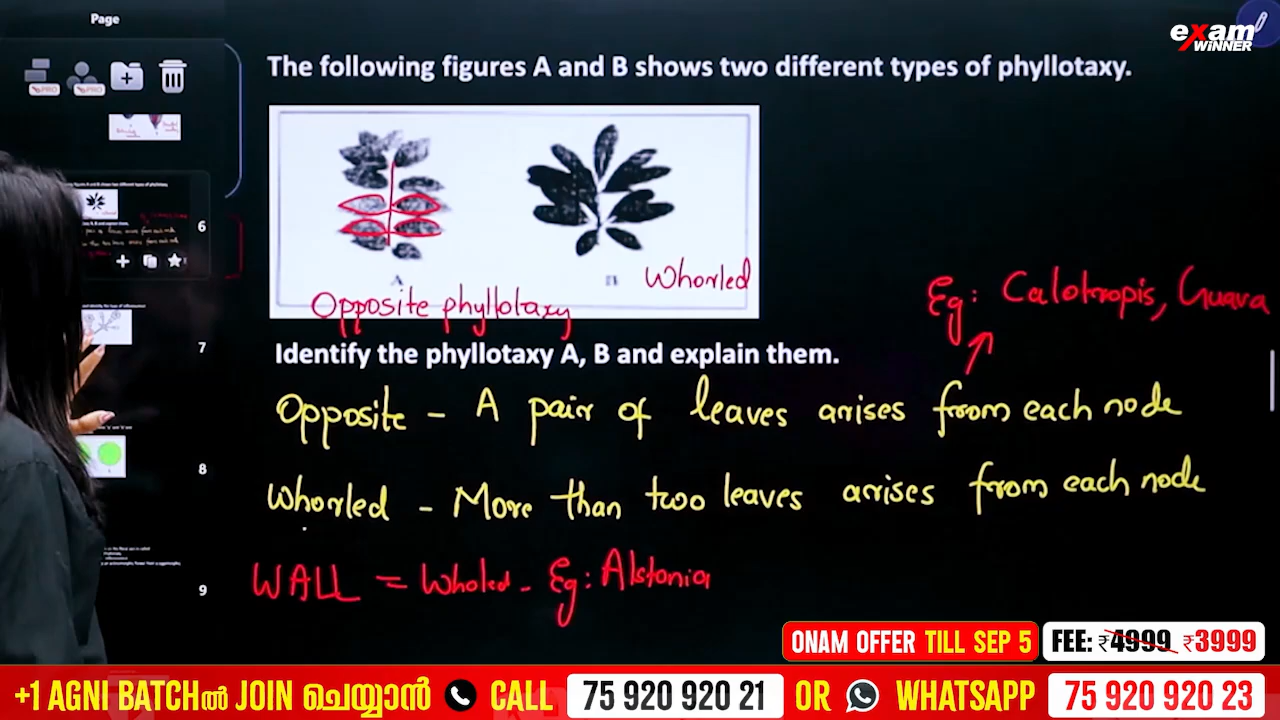 Page
exam
WINNER
The following figures A and B shows two different types of phyllotaxy.
PRO
PRO
6
A
B
Whorled
Opposite phyllotaxy
Eg: Calotropis, Guava
7
Identify the phyllotaxy A, B and explain them.
Opposite - A pair of leaves arises from each node
8
Whorled - More than two leaves arises from each node
9
WALL = Wholed - Eg: Alstonia
ONAM OFFER TILL SEP 5
FEE: ₹4999 ₹3999
+1 AGNI BATCHൽ JOIN ചെയ്യാൻ CALL 75 920 920 21 OR WHATSAPP 75 920 920 23